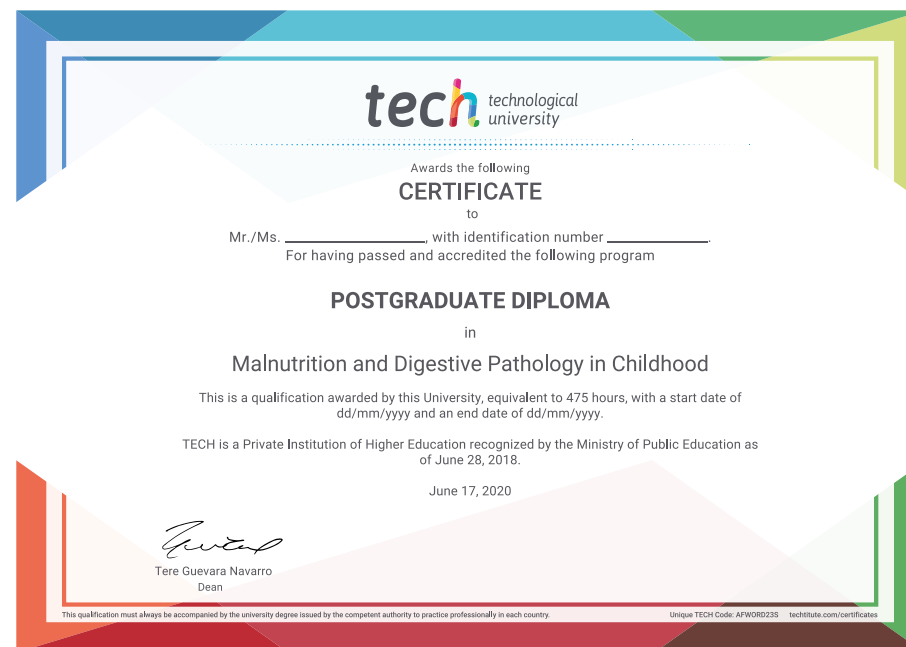 tech technological
university
Awards the following
CERTIFICATE
to
Mr./Ms. ____________________, with identification number ______________.
For having passed and accredited the following program
POSTGRADUATE DIPLOMA
in
Malnutrition and Digestive Pathology in Childhood
This is a qualification awarded by this University, equivalent to 475 hours, with a start date of
dd/mm/yyyy and an end date of dd/mm/yyyy.
TECH is a Private Institution of Higher Education recognized by the Ministry of Public Education as
of June 28, 2018.
June 17, 2020
Tere Guevara Navarro
Dean
This qualification must always be accompanied by the university degree issued by the competent authority to practice professionally in each country. Unique TECH Code: AFWORD23S techtitute.com/certificates